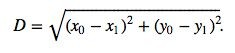 D = √(x₀ − x₁)² + (y₀ − y₁)².